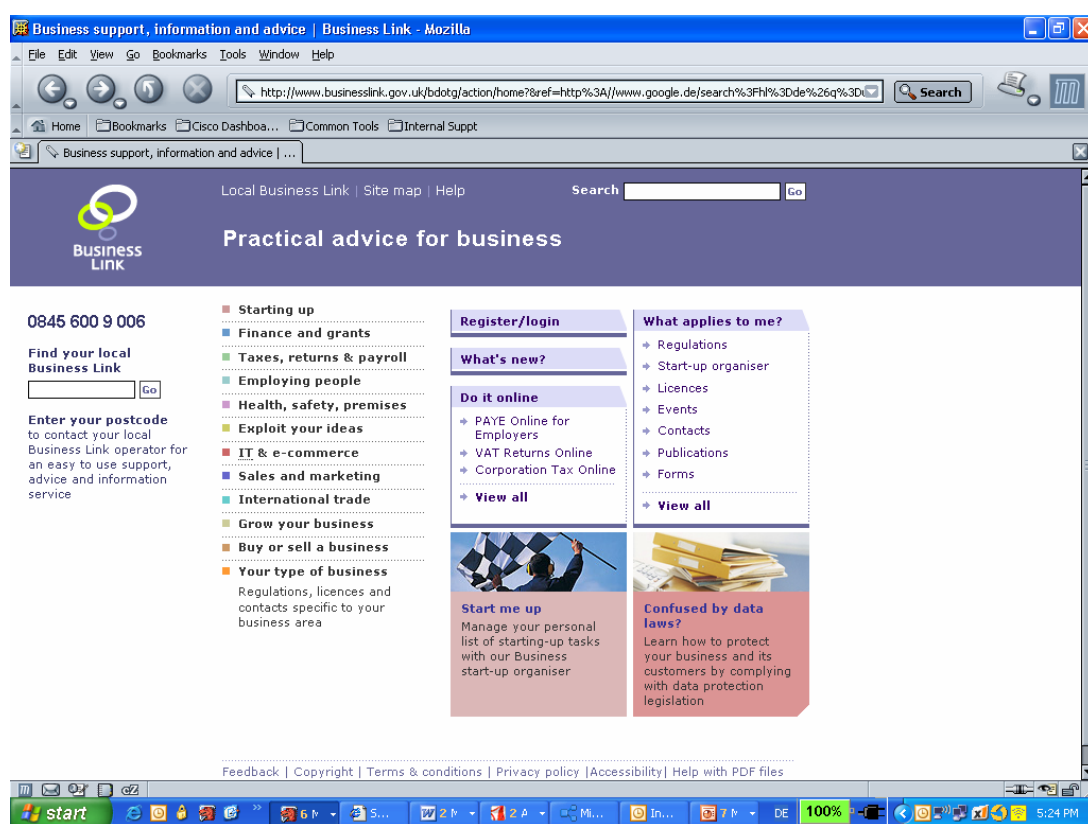 Business support, information and advice | Business Link - Mozilla
File Edit View Go Bookmarks Tools Window Help
http://www.businesslink.gov.uk/bdotg/action/home?&ref=http%3A//www.google.de/search%3Fhl%3Dde%26q%3D
Search
Home Bookmarks Cisco Dashboa... Common Tools Internal Suppt
Business support, information and advice | ...
Local Business Link | Site map | Help
Search
Go
Business
Link
Practical advice for business
0845 600 9 006
Find your local
Business Link
Go
Enter your postcode
to contact your local
Business Link operator for
an easy to use support,
advice and information
service
Starting up
Finance and grants
Taxes, returns & payroll
Employing people
Health, safety, premises
Exploit your ideas
IT & e-commerce
Sales and marketing
International trade
Grow your business
Buy or sell a business
Your type of business
Regulations, licences and
contacts specific to your
business area
Register/login
What's new?
Do it online
PAYE Online for
Employers
VAT Returns Online
Corporation Tax Online
View all
What applies to me?
Regulations
Start-up organiser
Licences
Events
Contacts
Publications
Forms
View all
Start me up
Manage your personal
list of starting-up tasks
with our Business
start-up organiser
Confused by data
laws?
Learn how to protect
your business and its
customers by complying
with data protection
legislation
Feedback | Copyright | Terms & conditions | Privacy policy |Accessibility| Help with PDF files
start
6 N
S...
2 N
2 A
Mi...
In...
7 N
DE
100%
5:24 PM